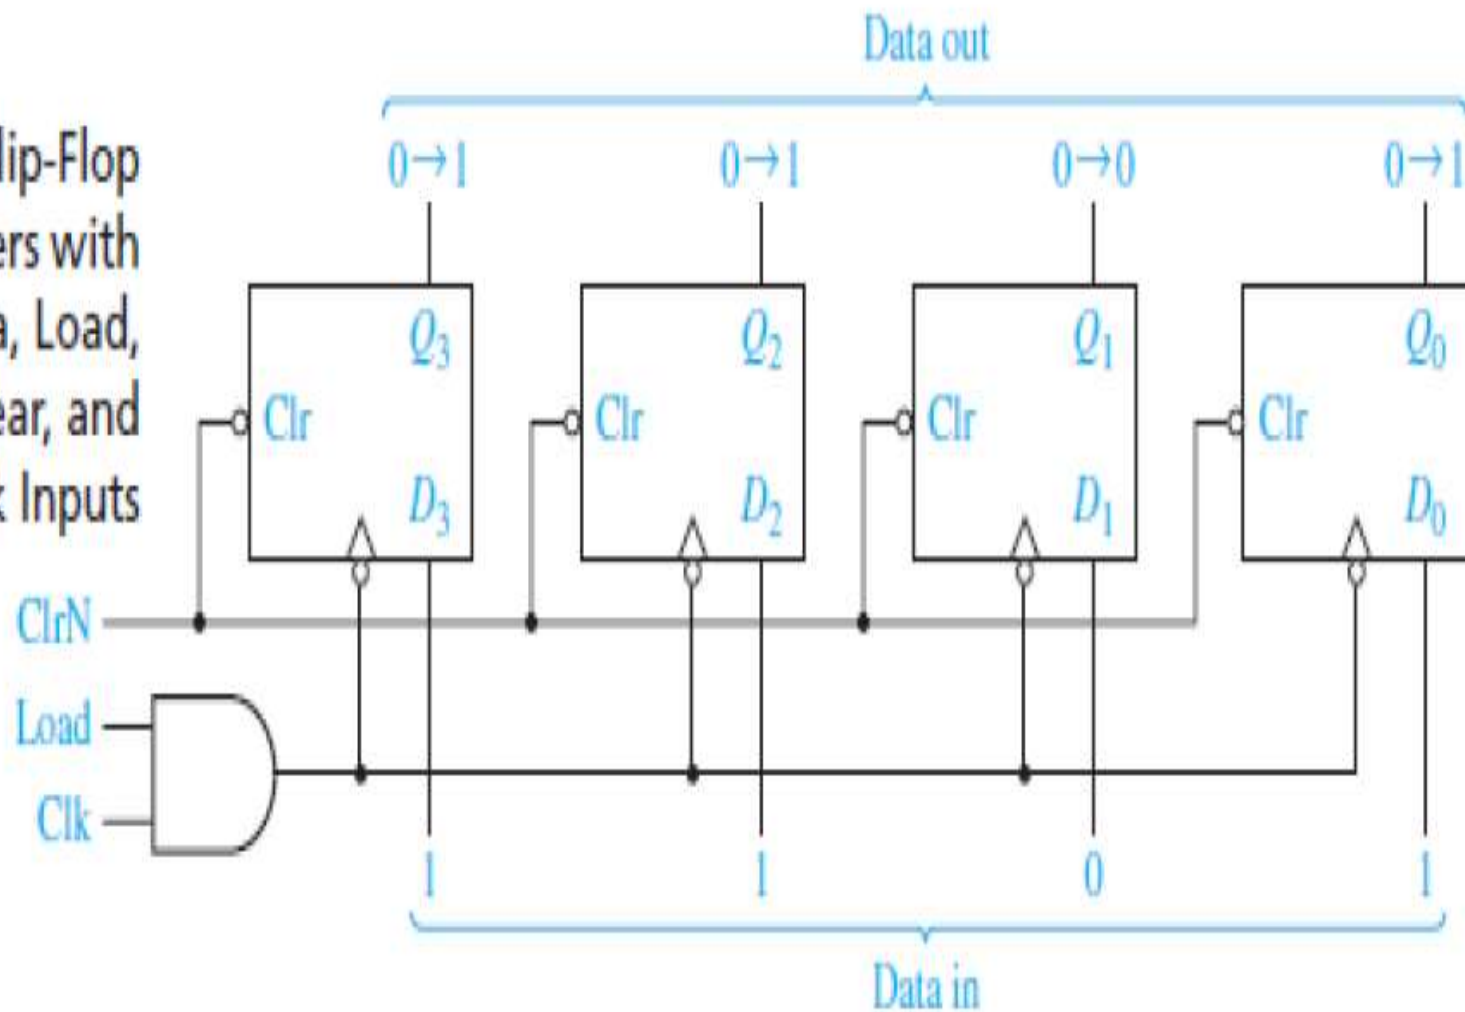 Data out
lip-Flop
0→1 0→1 0→0 0→1
ers with
a, Load,
Q3 Q2 Q1 Q0
ear, and
Clr Clr Clr Clr
k Inputs
D3 D2 D1 D0
ClrN
Load
Clk
1 1 0 1
Data in